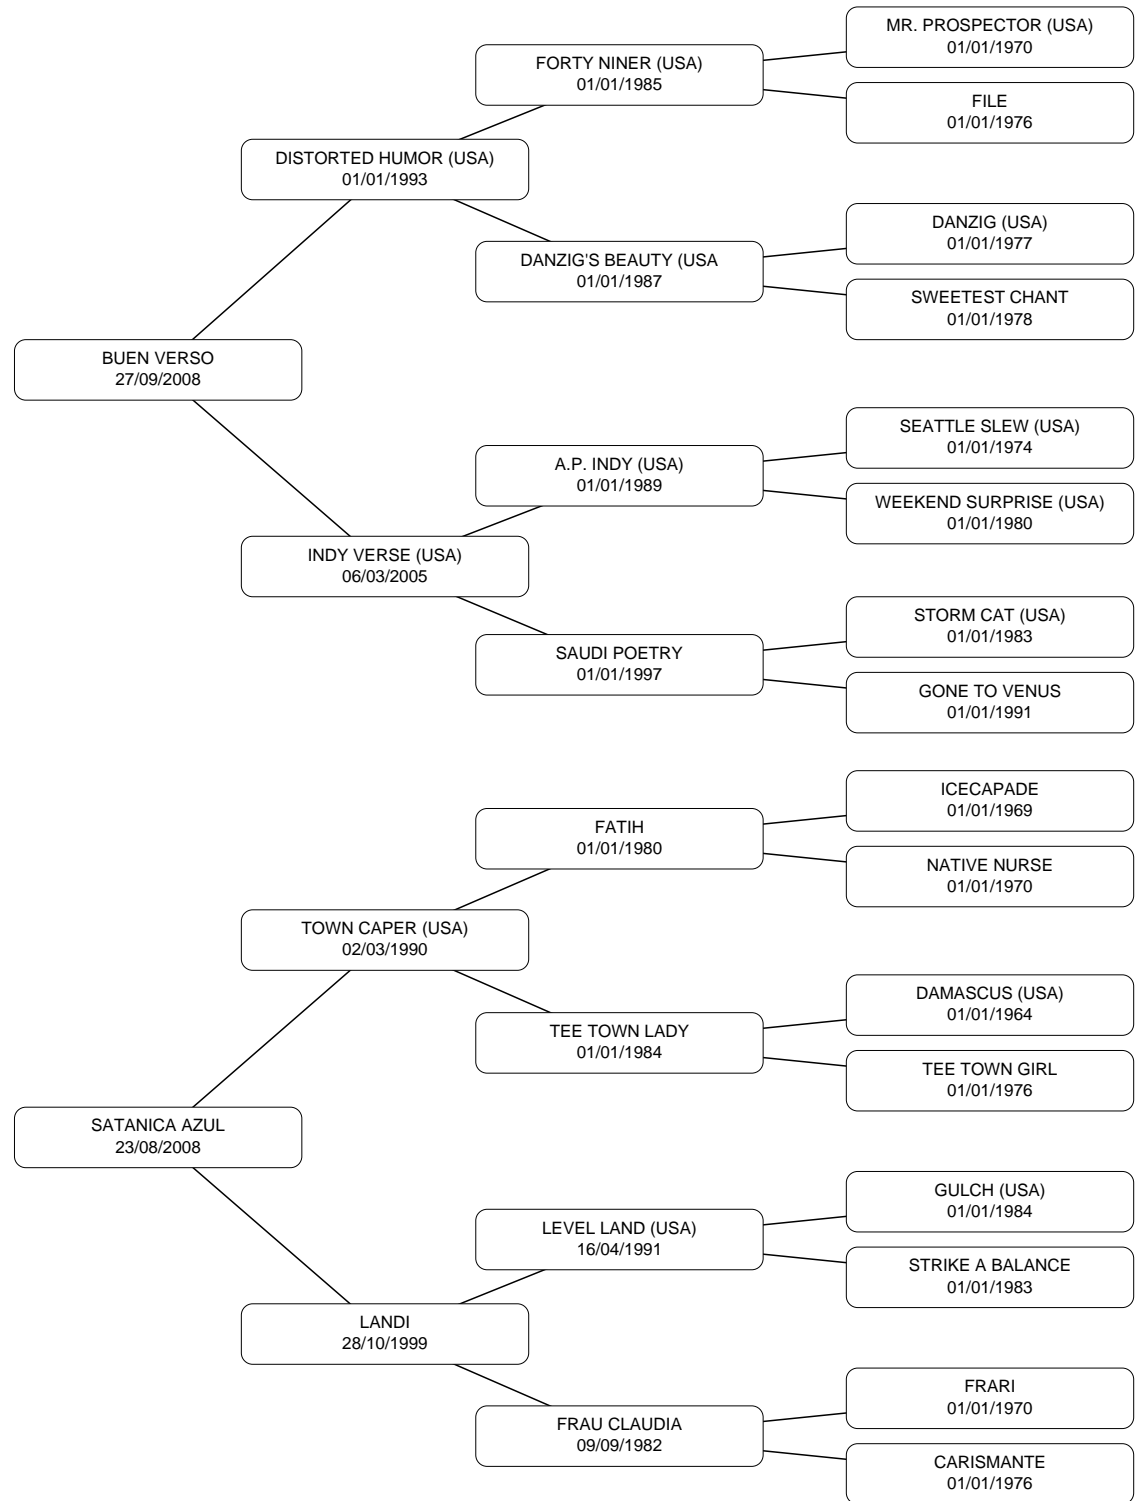 MR. PROSPECTOR (USA)
01/01/1970
FORTY NINER (USA)
01/01/1985
FILE
01/01/1976
DISTORTED HUMOR (USA)
01/01/1993
DANZIG (USA)
01/01/1977
DANZIG'S BEAUTY (USA
01/01/1987
SWEETEST CHANT
01/01/1978
BUEN VERSO
27/09/2008
SEATTLE SLEW (USA)
01/01/1974
A.P. INDY (USA)
01/01/1989
WEEKEND SURPRISE (USA)
01/01/1980
INDY VERSE (USA)
06/03/2005
STORM CAT (USA)
01/01/1983
SAUDI POETRY
01/01/1997
GONE TO VENUS
01/01/1991
ICECAPADE
01/01/1969
FATIH
01/01/1980
NATIVE NURSE
01/01/1970
TOWN CAPER (USA)
02/03/1990
DAMASCUS (USA)
01/01/1964
TEE TOWN LADY
01/01/1984
TEE TOWN GIRL
01/01/1976
SATANICA AZUL
23/08/2008
GULCH (USA)
01/01/1984
LEVEL LAND (USA)
16/04/1991
STRIKE A BALANCE
01/01/1983
LANDI
28/10/1999
FRARI
01/01/1970
FRAU CLAUDIA
09/09/1982
CARISMANTE
01/01/1976